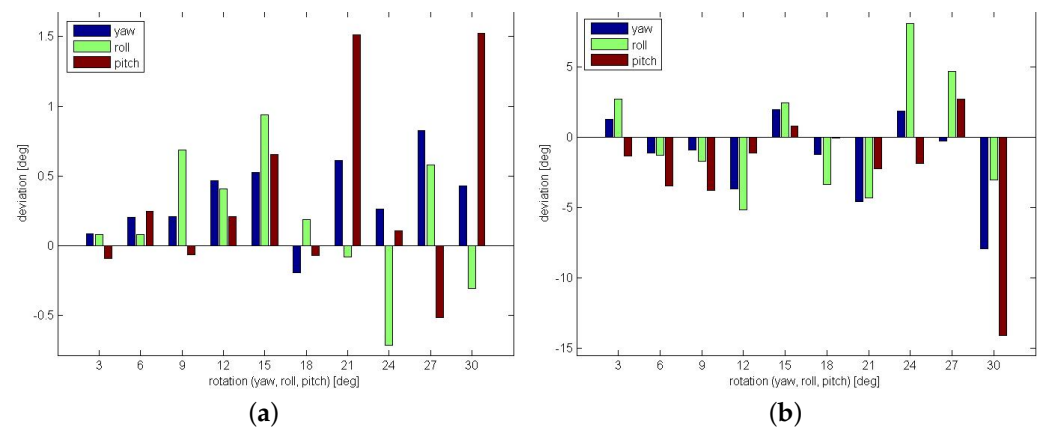 yaw
roll
pitch
1.5
1
0.5
0
-0.5
deviation [deg]
3 6 9 12 15 18 21 24 27 30
rotation (yaw, roll, pitch) [deg]
(a)
yaw
roll
pitch
5
0
-5
-10
-15
deviation [deg]
3 6 9 12 15 18 21 24 27 30
rotation (yaw, roll, pitch) [deg]
(b)